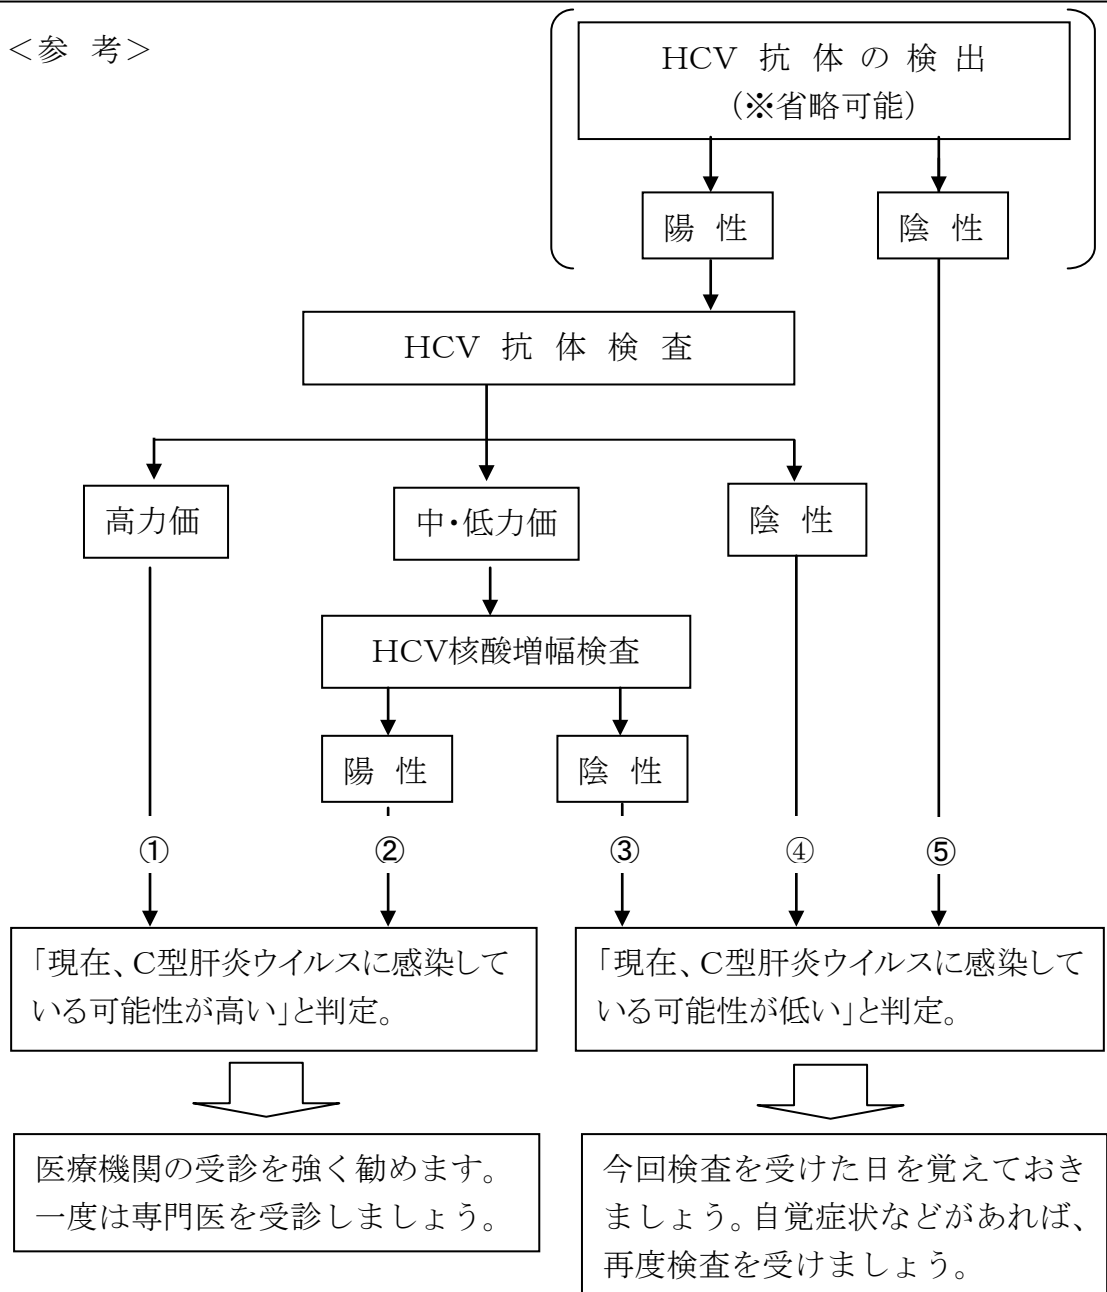 ＜参 考＞
HCV 抗 体 の 検 出
(※省略可能)
陽 性
陰 性
HCV 抗 体 検 査
高力価
中・低力価
陰 性
HCV核酸増幅検査
陽 性
陰 性
①
②
③
④
⑤
「現在、C型肝炎ウイルスに感染して
いる可能性が高い」と判定。
「現在、C型肝炎ウイルスに感染して
いる可能性が低い」と判定。
医療機関の受診を強く勧めます。
一度は専門医を受診しましょう。
今回検査を受けた日を覚えておき
ましょう。自覚症状などがあれば、
再度検査を受けましょう。